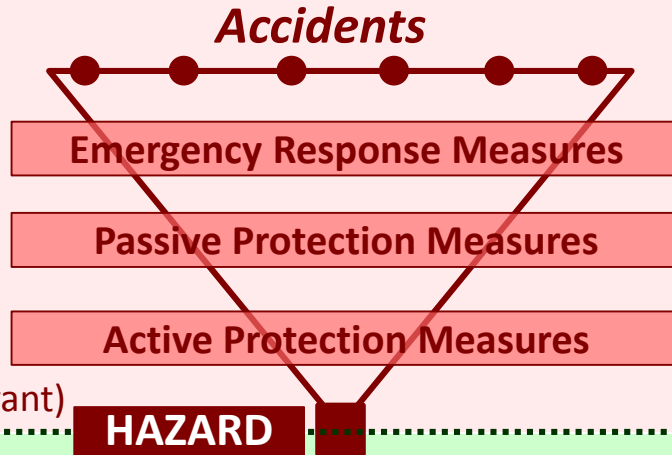 Accidents
Emergency Response Measures
Passive Protection Measures
Active Protection Measures
ant)
HAZARD